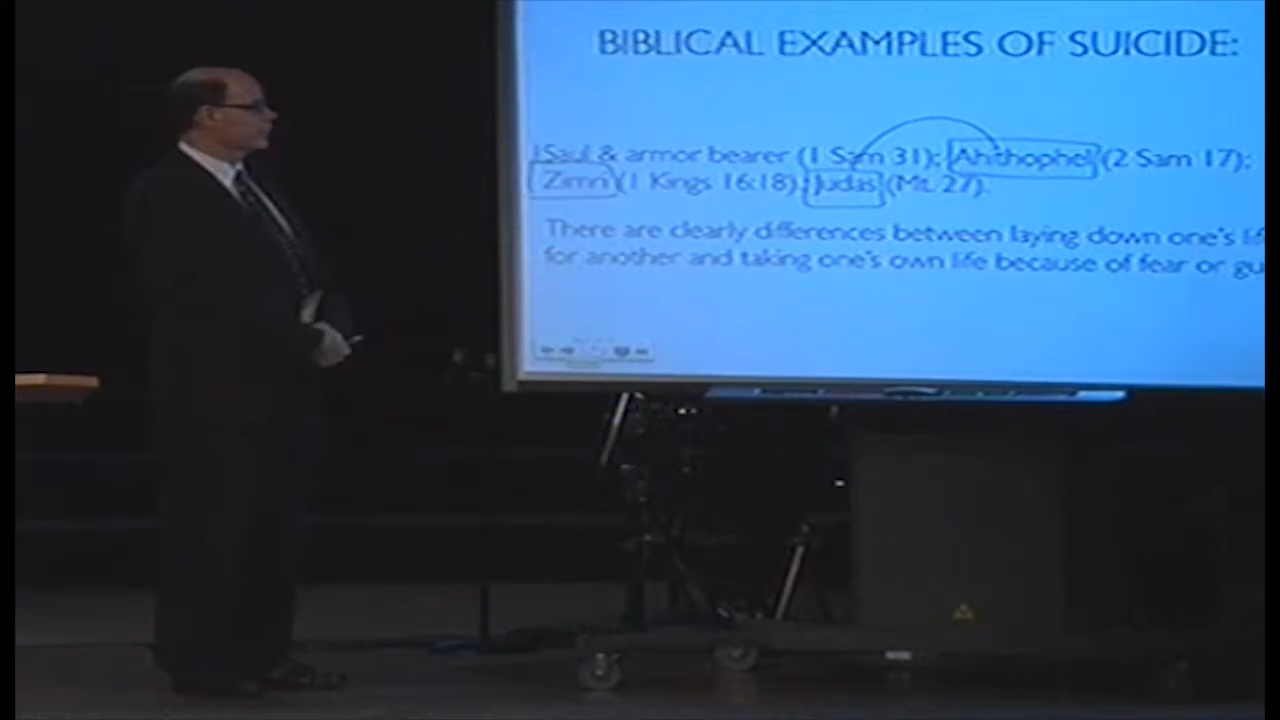 BIBLICAL EXAMPLES OF SUICIDE:
Saul & armor bearer (1 Sam 31); Ahithophel (2 Sam 17);
Zimri (1 Kings 16:18); Judas (Mt. 27).
There are clearly differences between laying down one's
for another and taking one's own life because of fear or